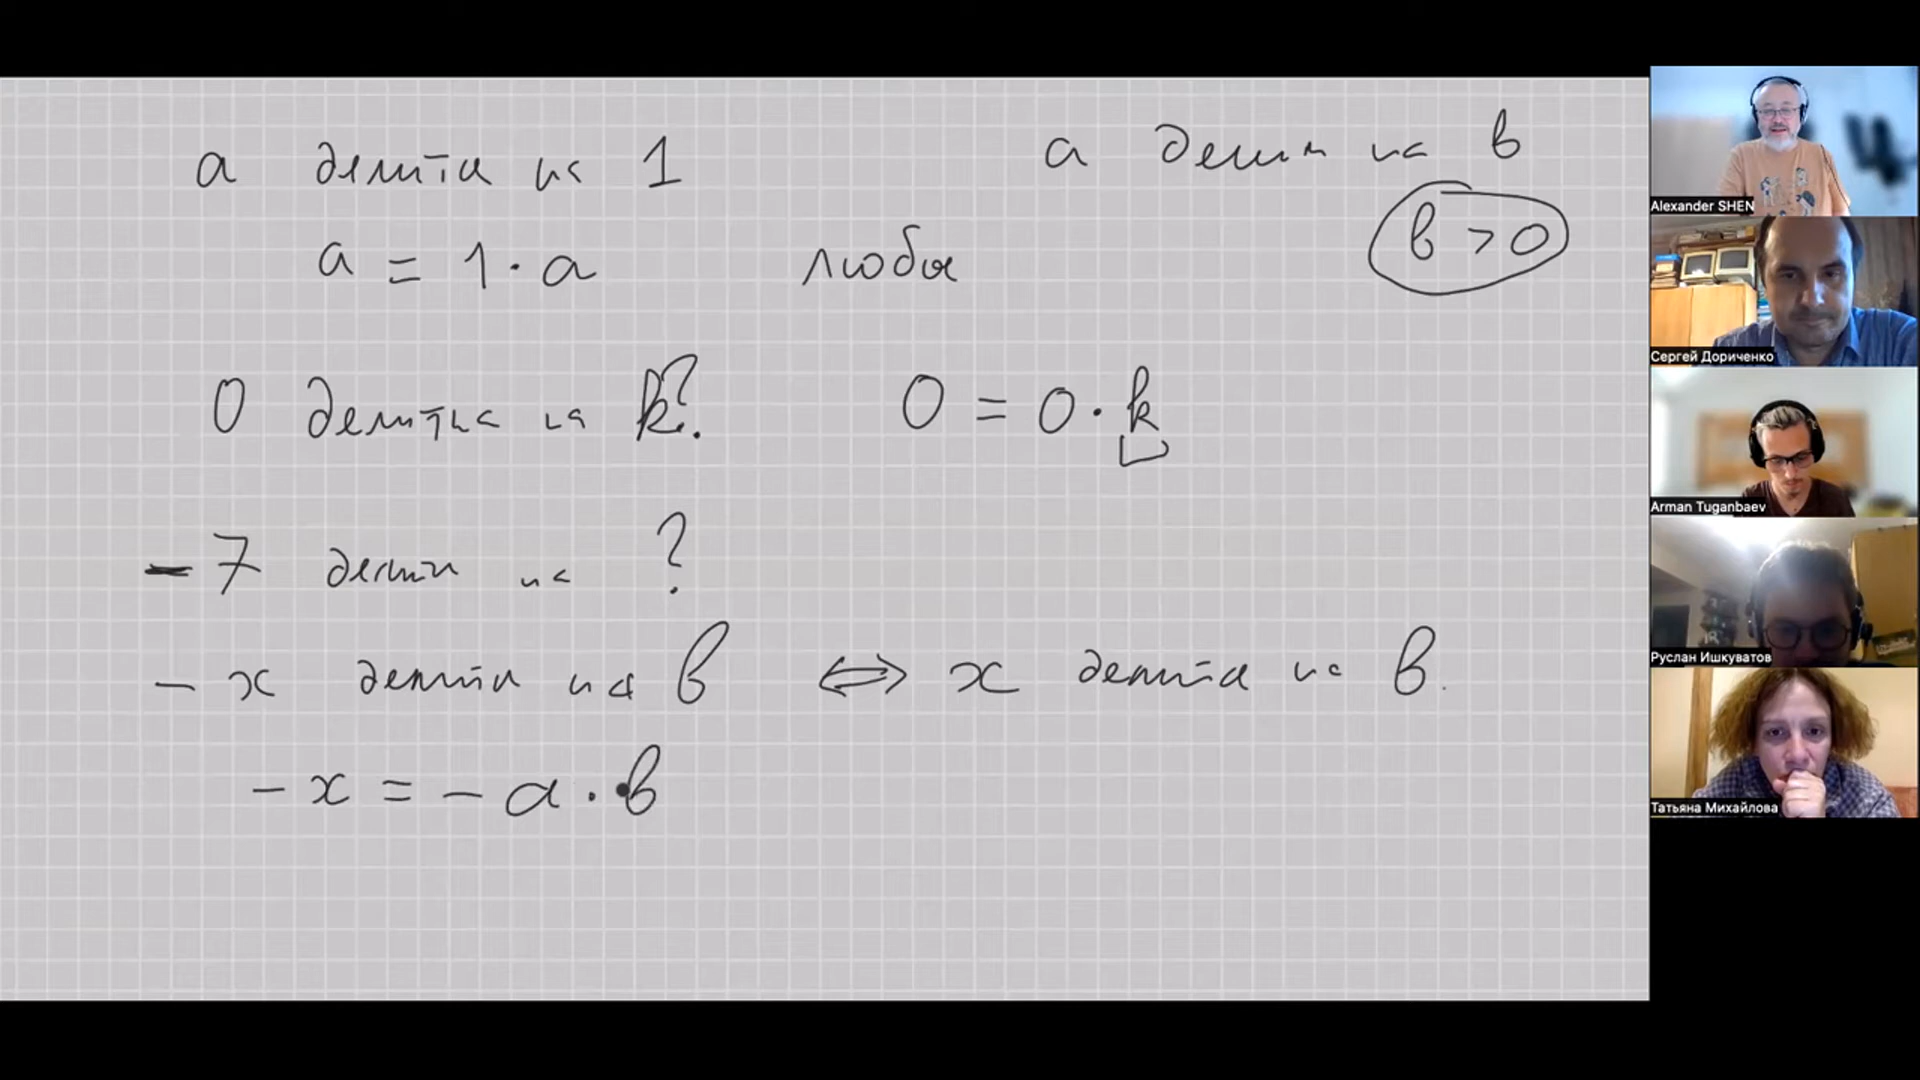 a делится на 1
a делится на b
a = 1 · a любое
b > 0
0 делится на k?
0 = 0 · k
- 7 делится на ?
- x делится на b ⇔ x делится на b.
- x = - a · b
Alexander SHEN
Сергей Дориченко
Arman Tuganbaev
Руслан Ишкуватов
Татьяна Михайлова